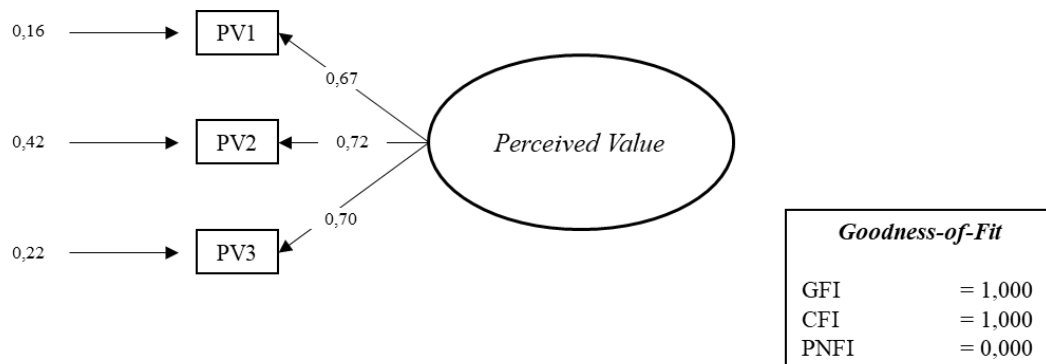 0,16 PV1
0,67
0,42 PV2 0,72 Perceived Value
0,70
0,22 PV3
Goodness-of-Fit
GFI = 1,000
CFI = 1,000
PNFI = 0,000